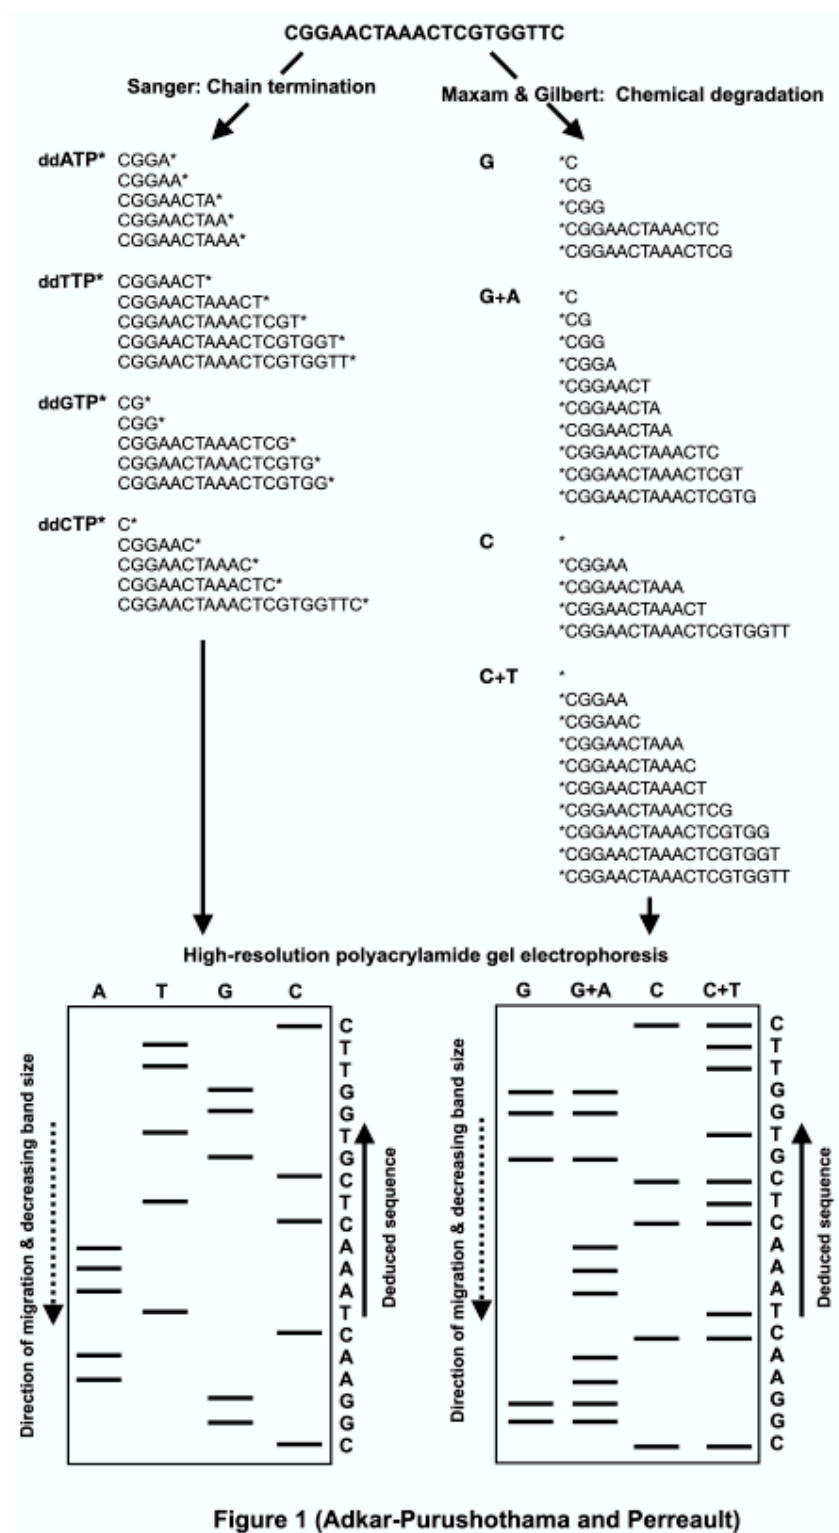 CGGAACTAAACTCGTGGTTC
Sanger: Chain termination
Maxam & Gilbert: Chemical degradation
ddATP* CGGA*
CGGAA*
CGGAACTA*
CGGAACTAA*
CGGAACTAAA*
ddTTP* CGGAACT*
CGGAACTAAACT*
CGGAACTAAACTCGT*
CGGAACTAAACTCGTGGT*
CGGAACTAAACTCGTGGTT*
ddGTP* CG*
CGG*
CGGAACTAAACTCG*
CGGAACTAAACTCGTG*
CGGAACTAAACTCGTGG*
ddCTP* C*
CGGAAC*
CGGAACTAAAC*
CGGAACTAAACTC*
CGGAACTAAACTCGTGGTTC*
G *C
*CG
*CGG
*CGGAACTAAACTC
*CGGAACTAAACTCG
G+A *C
*CG
*CGG
*CGGA
*CGGAACT
*CGGAACTA
*CGGAACTAA
*CGGAACTAAACTC
*CGGAACTAAACTCGT
*CGGAACTAAACTCGTG
C *
*CGGAA
*CGGAACTAAA
*CGGAACTAAACT
*CGGAACTAAACTCGTGGTT
C+T *
*CGGAA
*CGGAAC
*CGGAACTAAA
*CGGAACTAAAC
*CGGAACTAAACT
*CGGAACTAAACTCG
*CGGAACTAAACTCGTGG
*CGGAACTAAACTCGTGGT
*CGGAACTAAACTCGTGGTT
High-resolution polyacrylamide gel electrophoresis
A T G C
Direction of migration & decreasing band size
C
T
T
G
G
T
G
C
T
C
A
A
A
T
C
A
A
G
G
C
Deduced sequence
G G+A C C+T
Direction of migration & decreasing band size
C
T
T
G
G
T
G
C
T
C
A
A
A
T
C
A
A
G
G
C
Deduced sequence
Figure 1 (Adkar-Purushothama and Perreault)